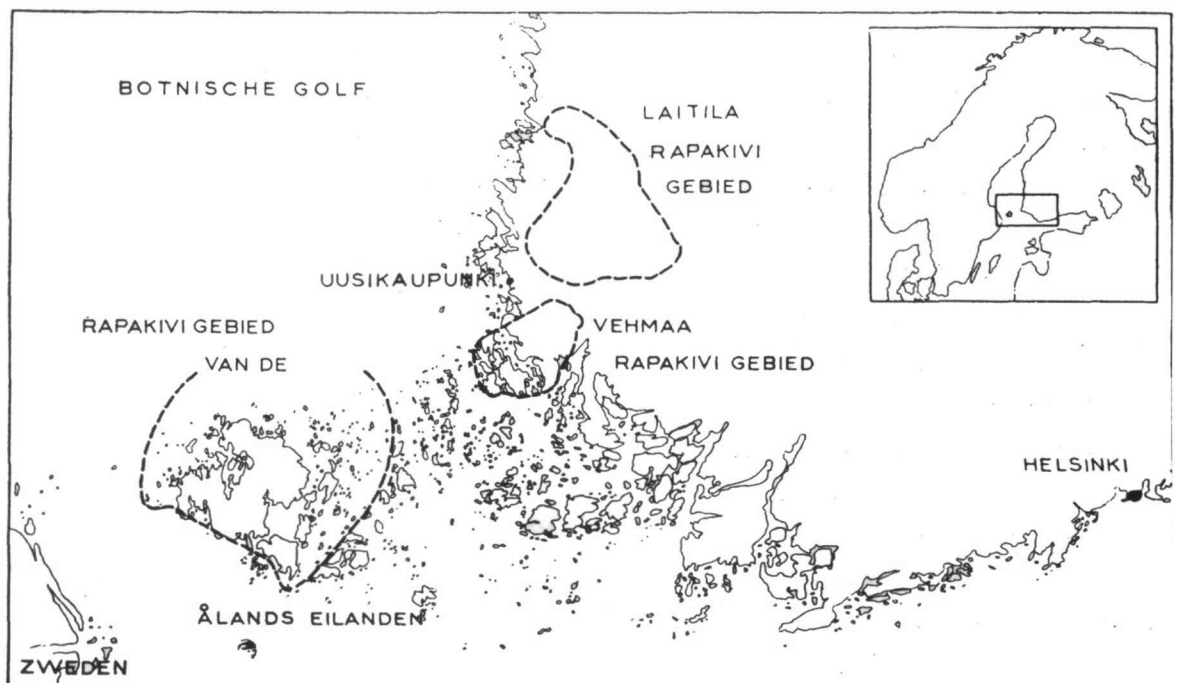 BOTNISCHE GOLF
LAITILA
RAPAKIVI
GEBIED
UUSIKAUPUNKI
RAPAKIVI GEBIED
VAN DE
VEHMAA
RAPAKIVI GEBIED
HELSINKI
ÅLANDS EILANDEN
ZWEDEN